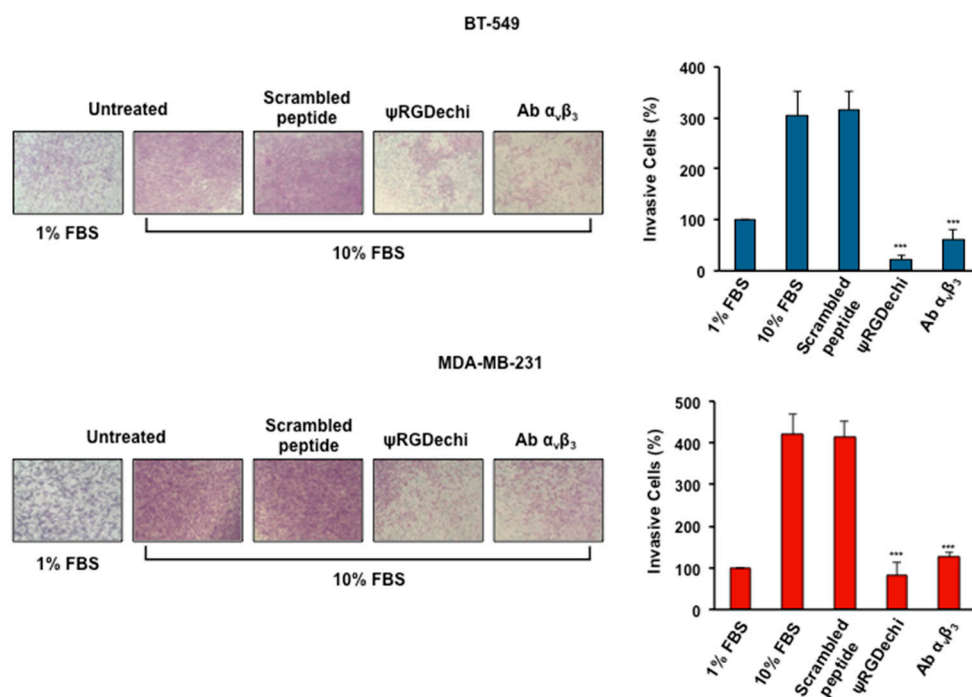 BT-549
Untreated
Scrambled
peptide
ψRGDechi
Ab αᵥβ₃
1% FBS
10% FBS
Invasive Cells (%)
400
300
200
100
0
***
***
1% FBS
10% FBS
Scrambled
peptide
ψRGDechi
Ab αᵥβ₃
MDA-MB-231
Untreated
Scrambled
peptide
ψRGDechi
Ab αᵥβ₃
1% FBS
10% FBS
Invasive Cells (%)
500
400
300
200
100
0
***
***
1% FBS
10% FBS
Scrambled
peptide
ψRGDechi
Ab αᵥβ₃